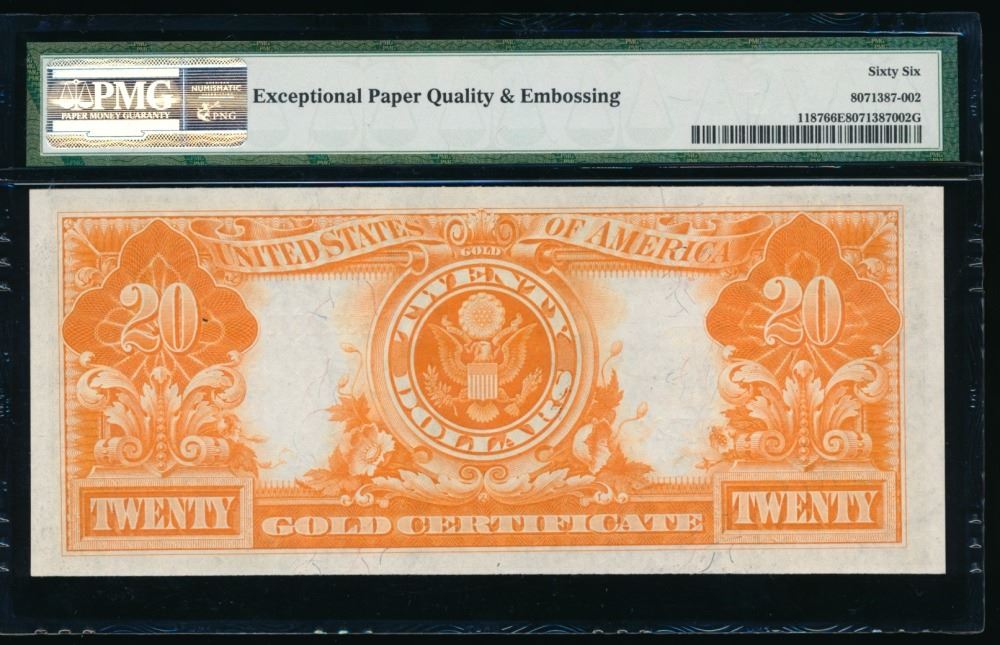 PMG
PAPER MONEY GUARANTY
NUMISMATIC
PNG
Exceptional Paper Quality & Embossing
Sixty Six
8071387-002
118766E8071387002G
UNITED STATES OF AMERICA
GOLD
20
20
TWENTY
DOLLARS
TWENTY
GOLD CERTIFICATE
TWENTY